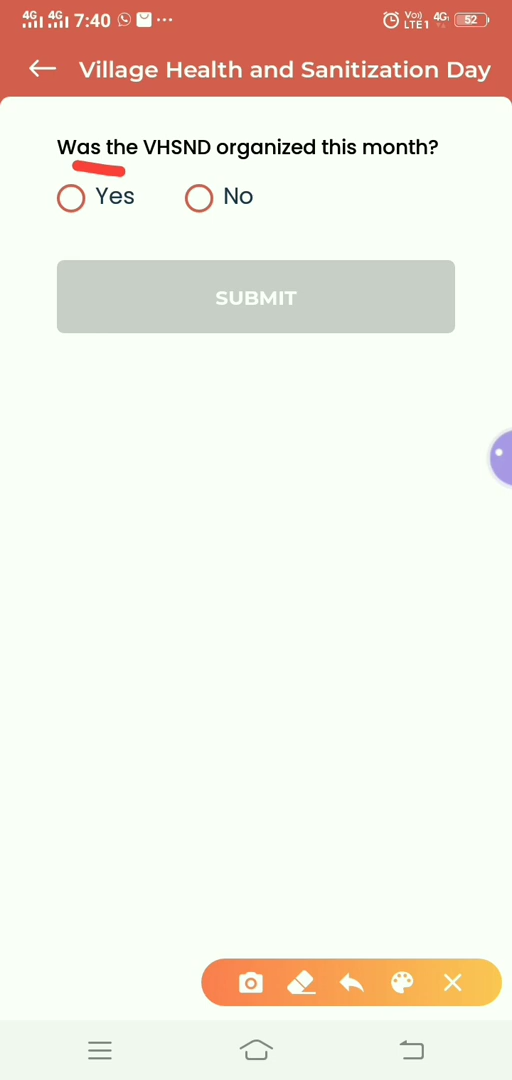 4G 4G 7:40 ... Vo)) LTE1 4G 52
Village Health and Sanitization Day
Was the VHSND organized this month?
Yes No
SUBMIT